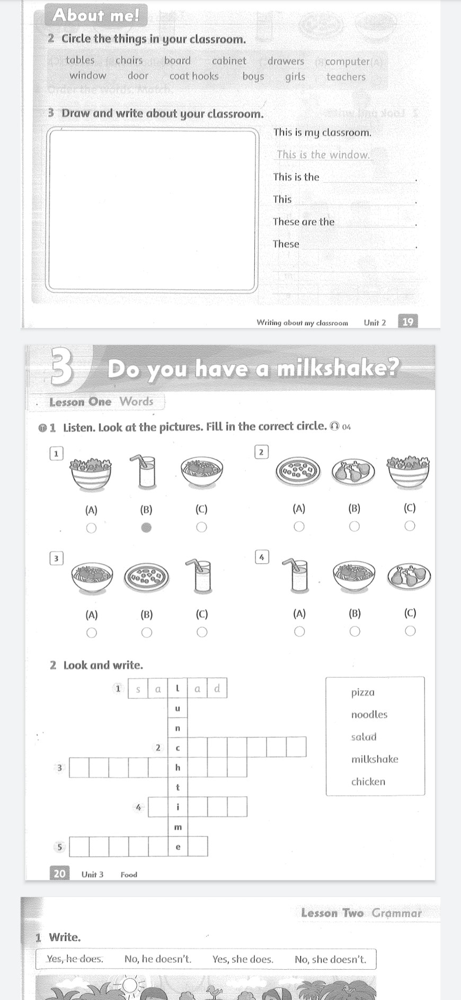 About me!
2 Circle the things in your classroom.
tables chairs board cabinet drawers computer
window door coat hooks boys girls teachers
3 Draw and write about your classroom.
This is my classroom.
This is the window.
This is the ____.
This ____.
These are the ____.
These ____.
Writing about my classroom Unit 2 19
3 Do you have a milkshake?
Lesson One Words
1 Listen. Look at the pictures. Fill in the correct circle. 04
1 2
(A) (B) (C) (A) (B) (C)
3 4
(A) (B) (C) (A) (B) (C)
2 Look and write.
1 s a l a d
u
n
2 c
3 h
t
4 i
m
5 e
pizza
noodles
salad
milkshake
chicken
20 Unit 3 Food
Lesson Two Grammar
1 Write.
Yes, he does. No, he doesn't. Yes, she does. No, she doesn't.